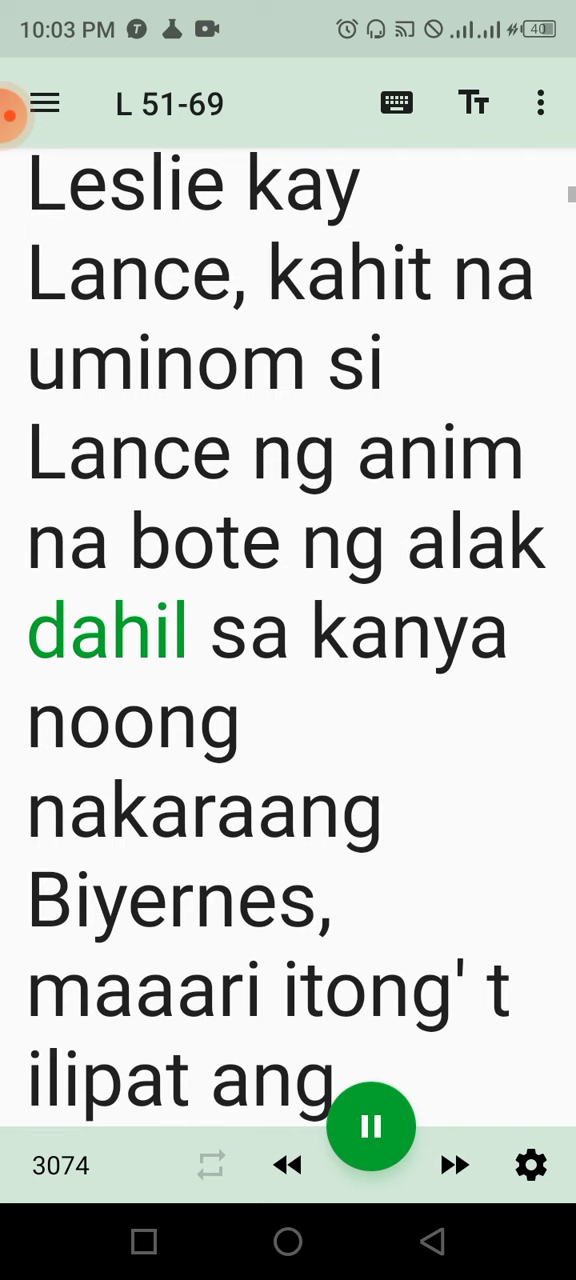 10:03 PM
40
L 51-69
Leslie kay
Lance, kahit na
uminom si
Lance ng anim
na bote ng alak
dahil sa kanya
noong
nakaraang
Biyernes,
maaari itong' t
ilipat ang
3074